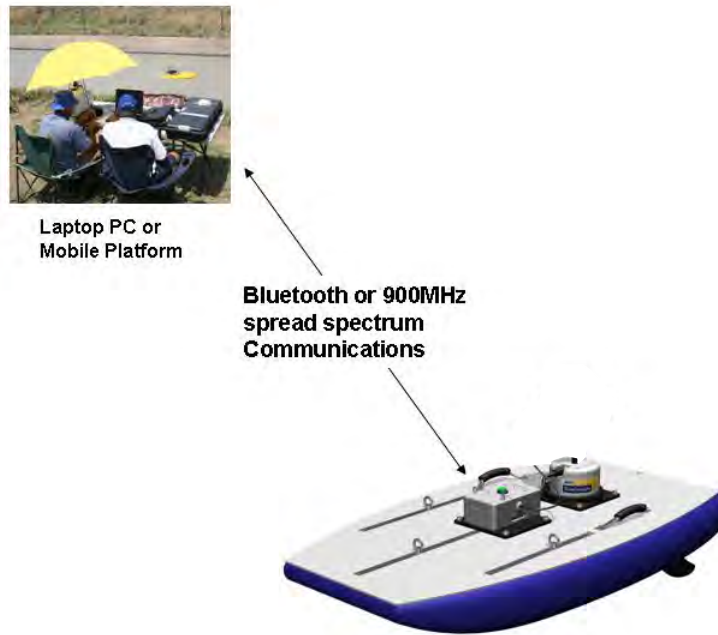 Laptop PC or
Mobile Platform
Bluetooth or 900MHz
spread spectrum
Communications